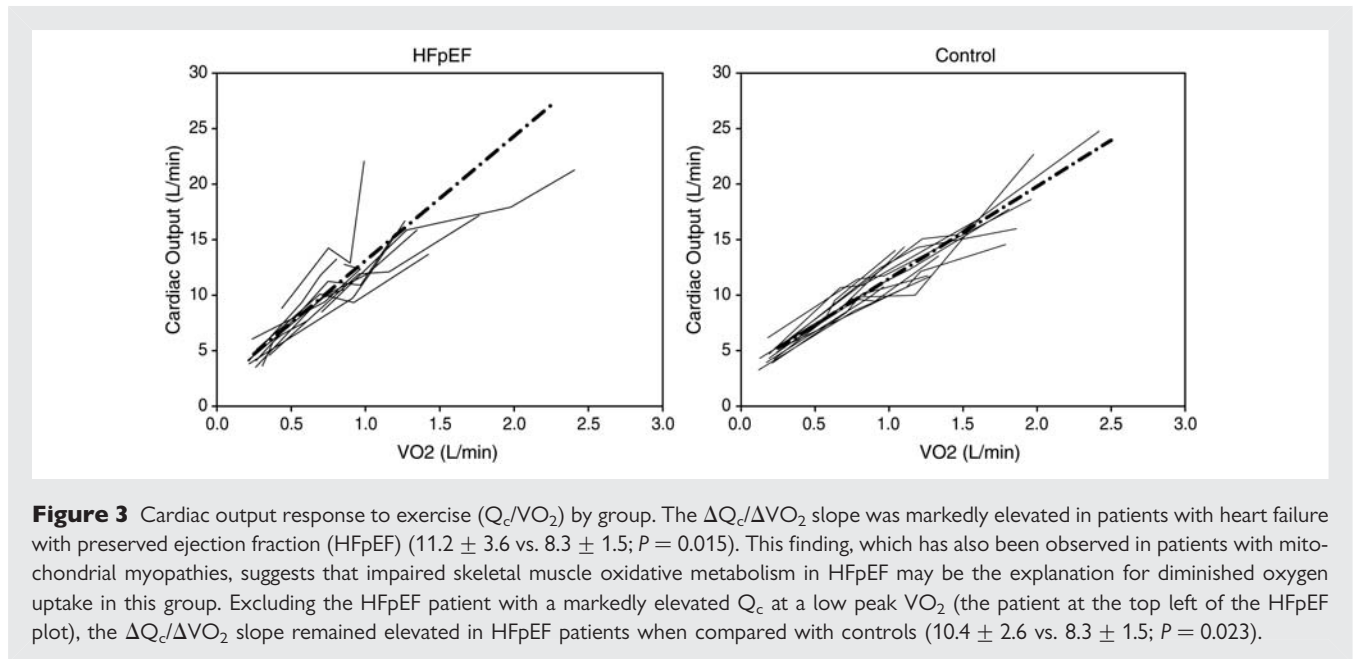 HFpEF
Control
30
25
20
15
10
5
0
Cardiac Output (L/min)
0.0 0.5 1.0 1.5 2.0 2.5 3.0
VO2 (L/min)
30
25
20
15
10
5
0
Cardiac Output (L/min)
0.0 0.5 1.0 1.5 2.0 2.5 3.0
VO2 (L/min)
Figure 3 Cardiac output response to exercise (Qc/VO2) by group. The ΔQc/ΔVO2 slope was markedly elevated in patients with heart failure
with preserved ejection fraction (HFpEF) (11.2 ± 3.6 vs. 8.3 ± 1.5; P = 0.015). This finding, which has also been observed in patients with mito-
chondrial myopathies, suggests that impaired skeletal muscle oxidative metabolism in HFpEF may be the explanation for diminished oxygen
uptake in this group. Excluding the HFpEF patient with a markedly elevated Qc at a low peak VO2 (the patient at the top left of the HFpEF
plot), the ΔQc/ΔVO2 slope remained elevated in HFpEF patients when compared with controls (10.4 ± 2.6 vs. 8.3 ± 1.5; P = 0.023).